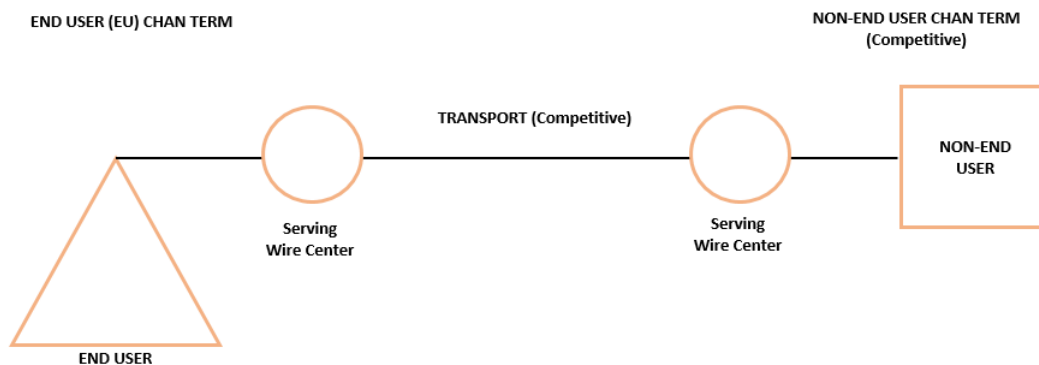 END USER (EU) CHAN TERM
NON-END USER CHAN TERM
(Competitive)
TRANSPORT (Competitive)
NON-END
USER
Serving
Wire Center
Serving
Wire Center
END USER